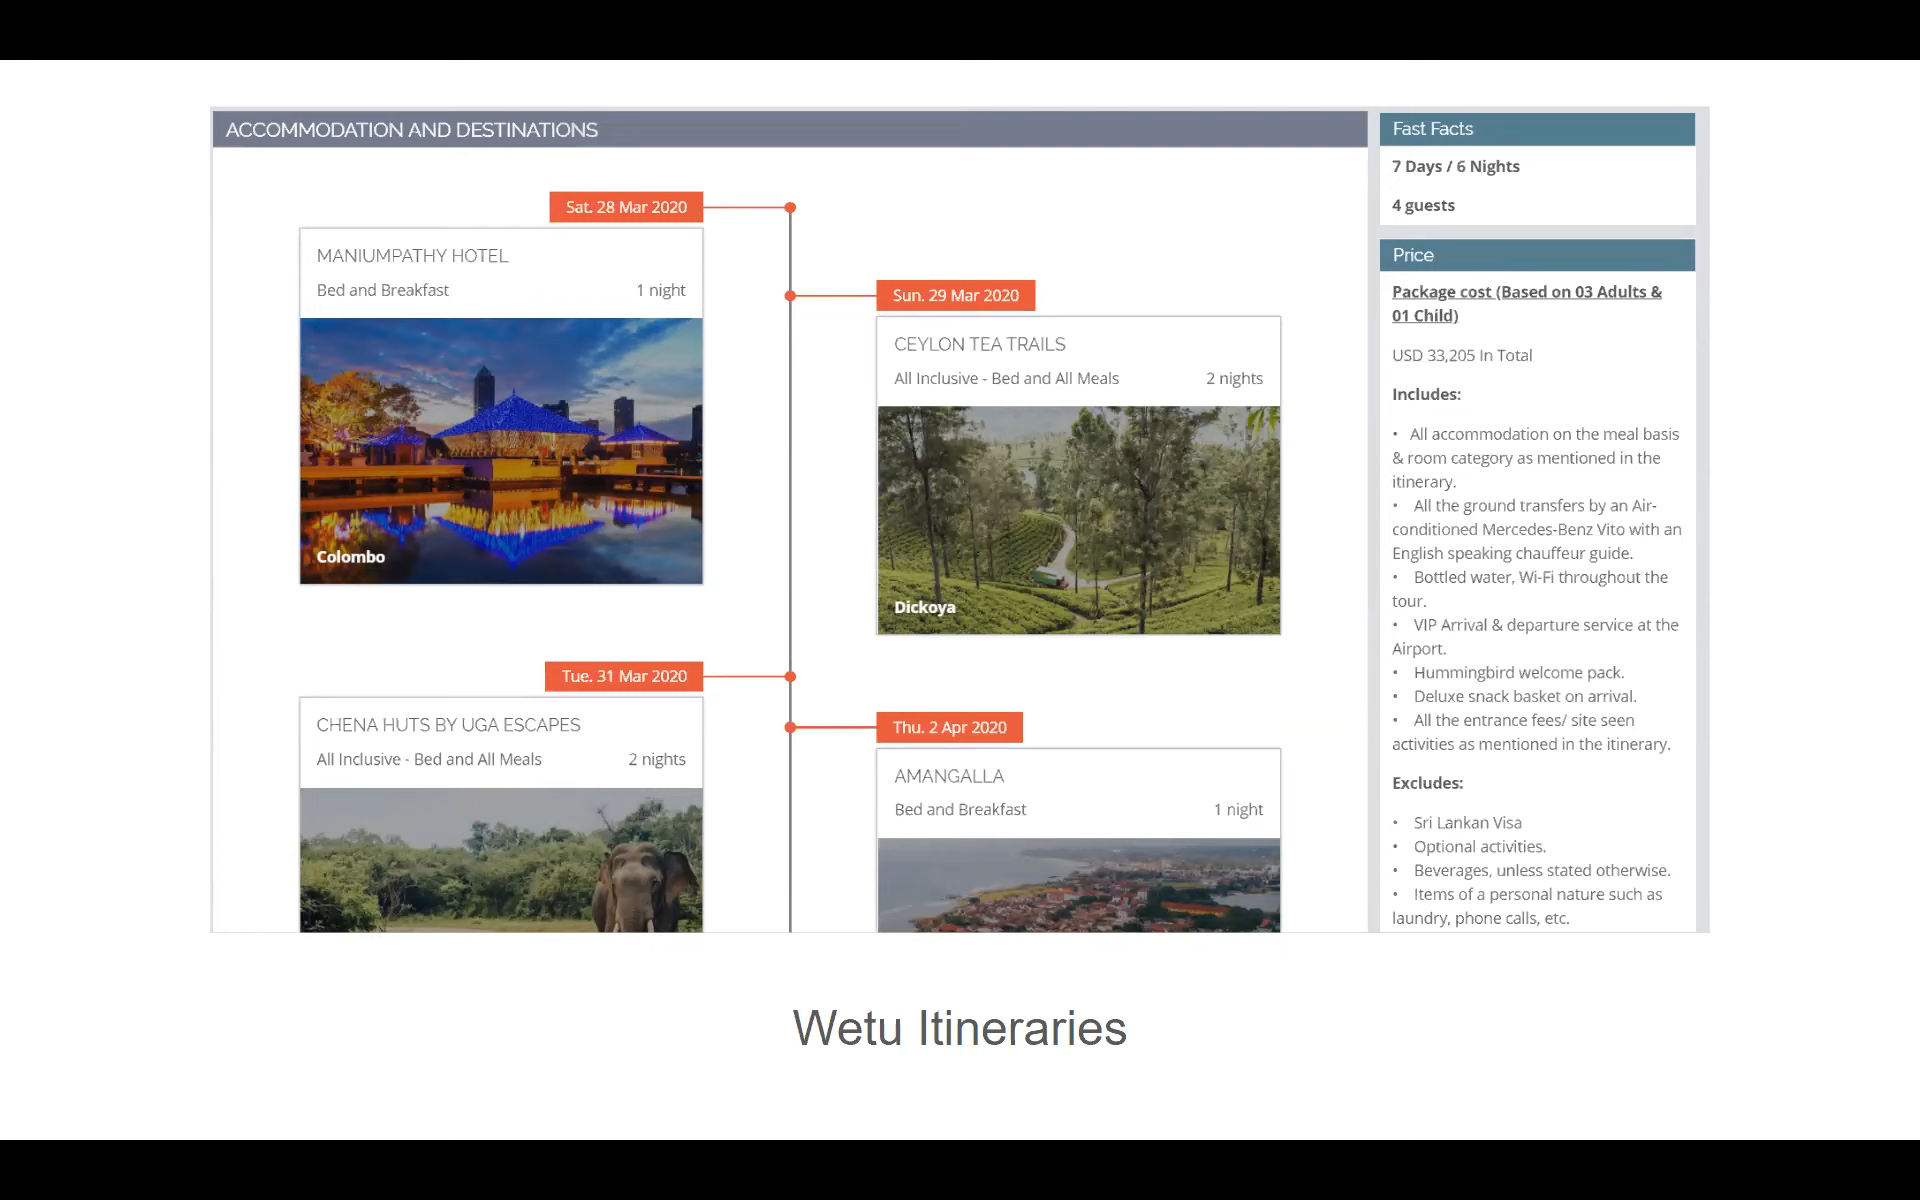 ACCOMMODATION AND DESTINATIONS
Sat. 28 Mar 2020
MANIUMPATHY HOTEL
Bed and Breakfast 1 night
Colombo
Sun. 29 Mar 2020
CEYLON TEA TRAILS
All Inclusive - Bed and All Meals 2 nights
Dickoya
Tue. 31 Mar 2020
CHENA HUTS BY UGA ESCAPES
All Inclusive - Bed and All Meals 2 nights
Thu. 2 Apr 2020
AMANGALLA
Bed and Breakfast 1 night
Fast Facts
7 Days / 6 Nights
4 guests
Price
Package cost (Based on 03 Adults &
01 Child)
USD 33,205 In Total
Includes:
• All accommodation on the meal basis
& room category as mentioned in the
itinerary.
• All the ground transfers by an Air-
conditioned Mercedes-Benz Vito with an
English speaking chauffeur guide.
• Bottled water, Wi-Fi throughout the
tour.
• VIP Arrival & departure service at the
Airport.
• Hummingbird welcome pack.
• Deluxe snack basket on arrival.
• All the entrance fees/ site seen
activities as mentioned in the itinerary.
Excludes:
• Sri Lankan Visa
• Optional activities.
• Beverages, unless stated otherwise.
• Items of a personal nature such as
laundry, phone calls, etc.
Wetu Itineraries